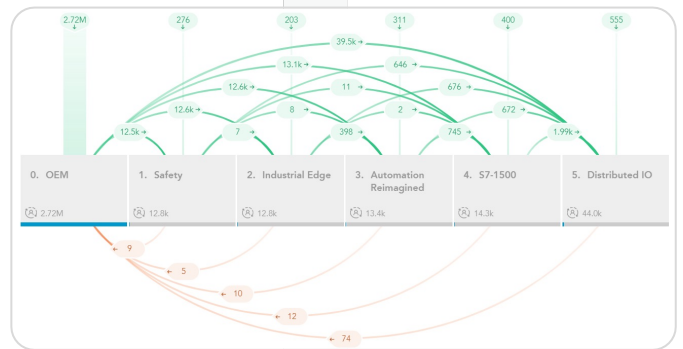 2.72M 276 203 311 400 555
39.5k →
13.1k → 646 →
12.6k → 11 → 676 →
12.6k → 8 → 2 → 672 →
12.5k → 7 → 398 → 745 → 1.99k →
0. OEM 1. Safety 2. Industrial Edge 3. Automation 4. S7-1500 5. Distributed IO
Reimagined
2.72M 12.8k 12.8k 13.4k 14.3k 44.0k
← 9
← 5
← 10
← 12
← 74